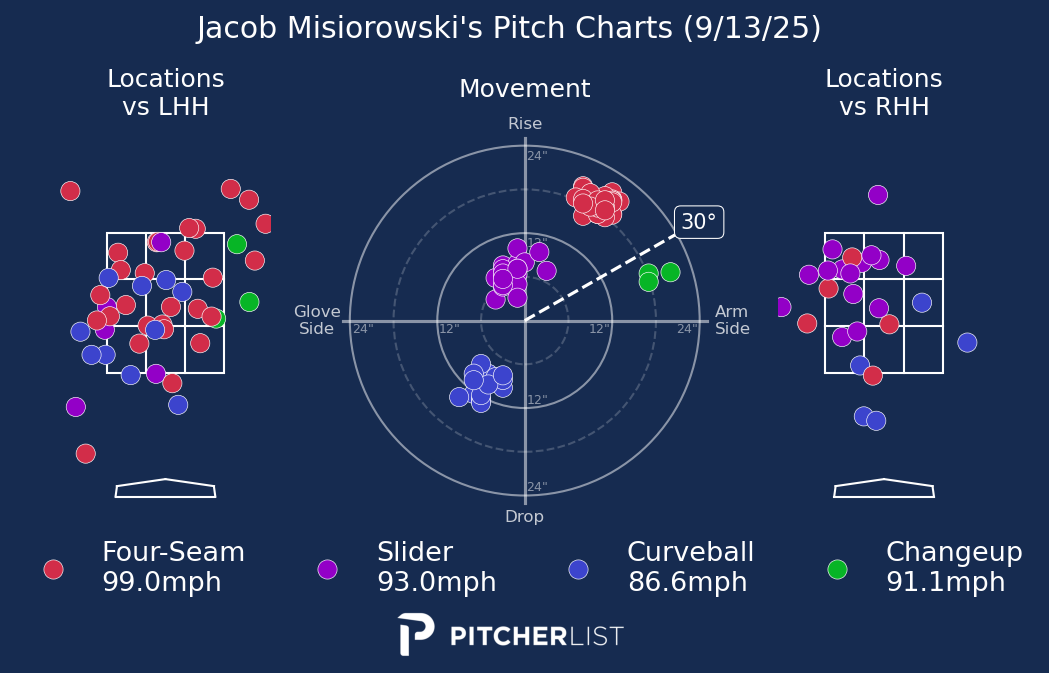 Jacob Misiorowski's Pitch Charts (9/13/25)
Locations
vs LHH
Movement
Locations
vs RHH
Rise
24"
30°
12"
Glove
Side
24"
12"
12"
24"
Arm
Side
12"
24"
Drop
Four-Seam
99.0mph
Slider
93.0mph
Curveball
86.6mph
Changeup
91.1mph
PITCHERLIST